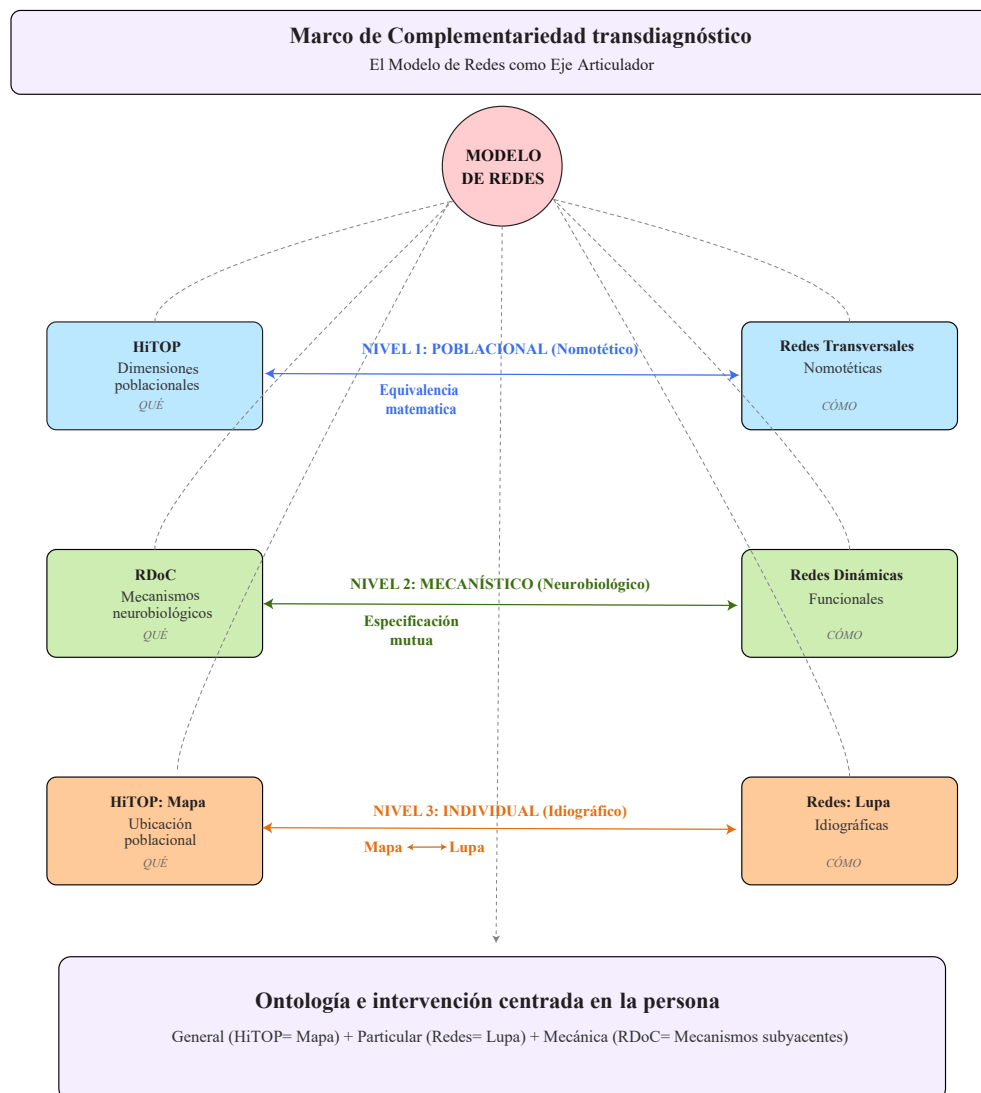 Marco de Complementariedad transdiagnóstico
El Modelo de Redes como Eje Articulador
MODELO
DE REDES
HiTOP
Dimensiones
poblacionales
QUÉ
NIVEL 1: POBLACIONAL (Nomotético)
Equivalencia
matematica
Redes Transversales
Nomotéticas
CÓMO
RDoC
Mecanismos
neurobiológicos
QUÉ
NIVEL 2: MECANÍSTICO (Neurobiológico)
Especificación
mutua
Redes Dinámicas
Funcionales
CÓMO
HiTOP: Mapa
Ubicación
poblacional
QUÉ
NIVEL 3: INDIVIDUAL (Idiográfico)
Mapa Lupa
Redes: Lupa
Idiográficas
CÓMO
Ontología e intervención centrada en la persona
General (HiTOP= Mapa) + Particular (Redes= Lupa) + Mecánica (RDoC= Mecanismos subyacentes)